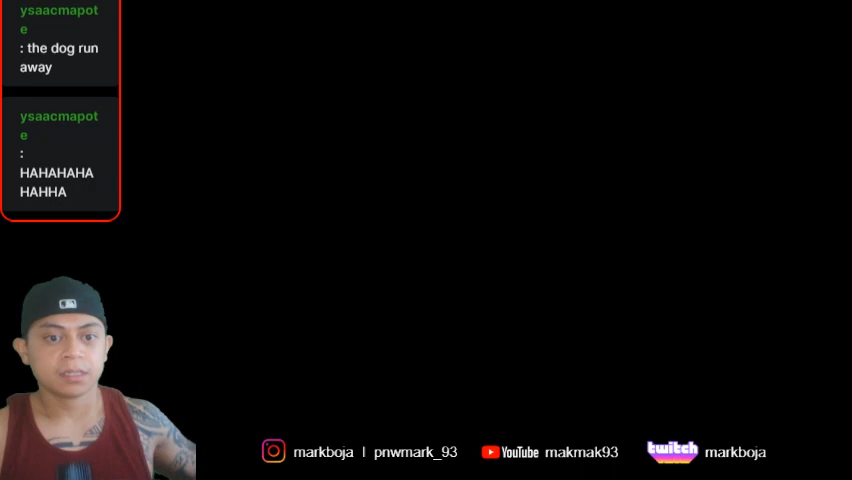 ysaacmapot
e
: the dog run
away
ysaacmapot
e
:
HAHAHAHA
HAHHA
markboja | pnwmark_93 YouTube makmak93 twitch markboja